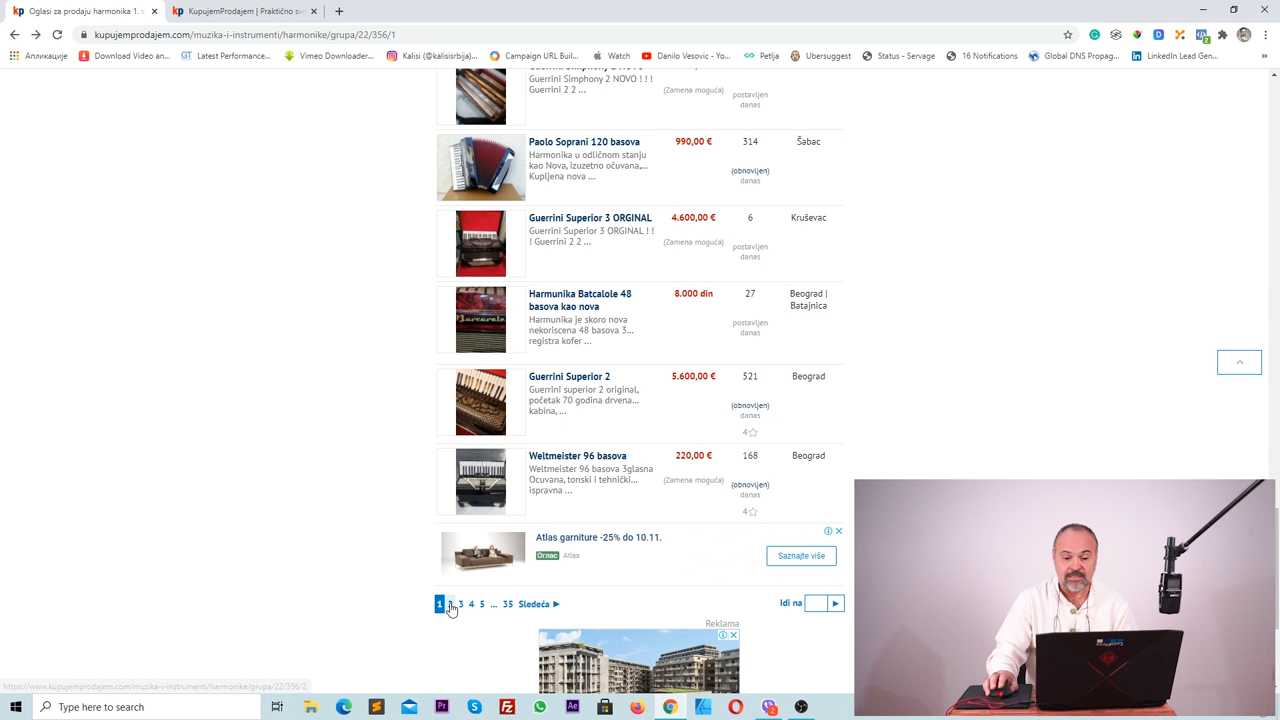 Oglasi za prodaju harmonika 1. s
KupujemProdajem | Praktično sv
kupujemprodajem.com/muzika-i-instrumenti/harmonike/grupa/22/356/1
Апликације
Download Video an...
Latest Performance...
Vimeo Downloader...
Kalisi (@kalisisrbija)...
Campaign URL Buil...
Watch
Danilo Vesovic - Yo...
Petlja
Ubersuggest
Status - Servage
16 Notifications
Global DNS Propag...
LinkedIn Lead Gen...
»
Guerrini Simphony 2 NOVO ! ! !
Guerrini 2 2 ...
(Zamena moguća)
postavljen
danas
Paolo Soprani 120 basova
Harmonika u odličnom stanju
kao Nova, izuzetno očuvana,...
Kupljena nova ...
990,00 €
314
(obnovljen)
danas
Šabac
Guerrini Superior 3 ORGINAL
Guerrini Superior 3 ORGINAL ! !
! Guerrini 2 2 ...
4.600,00 €
(Zamena moguća)
6
postavljen
danas
Kruševac
Harmunika Batcalole 48
basova kao nova
Harmunika je skoro nova
nekoriscena 48 basova 3...
registra kofer ...
8.000 din
27
postavljen
danas
Beograd |
Batajnica
Guerrini Superior 2
Guerrini superior 2 original,
početak 70 godina drvena...
kabina, ...
5.600,00 €
521
(obnovljen)
danas
4
Beograd
Weltmeister 96 basova
Weltmeister 96 basova 3glasna
Ocuvana, tonski i tehnički...
ispravna ...
220,00 €
(Zamena moguća)
168
(obnovljen)
danas
4
Beograd
Atlas garniture -25% do 10.11.
Оглас Atlas
Saznajte više
1 2 3 4 5 ... 35 Sledeća ►
Idi na
Reklama
https://www.kupujemprodajem.com/muzika-i-instrumenti/harmonike/grupa/22/356/2
Type here to search